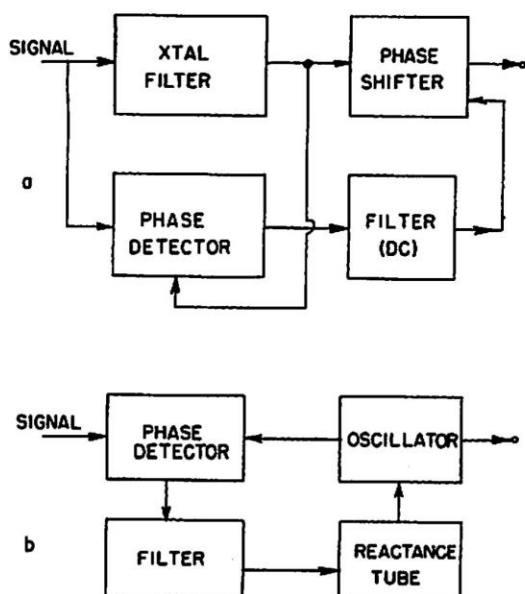 SIGNAL
XTAL
FILTER
PHASE
SHIFTER
a
PHASE
DETECTOR
FILTER
(DC)
SIGNAL
PHASE
DETECTOR
OSCILLATOR
b
FILTER
REACTANCE
TUBE